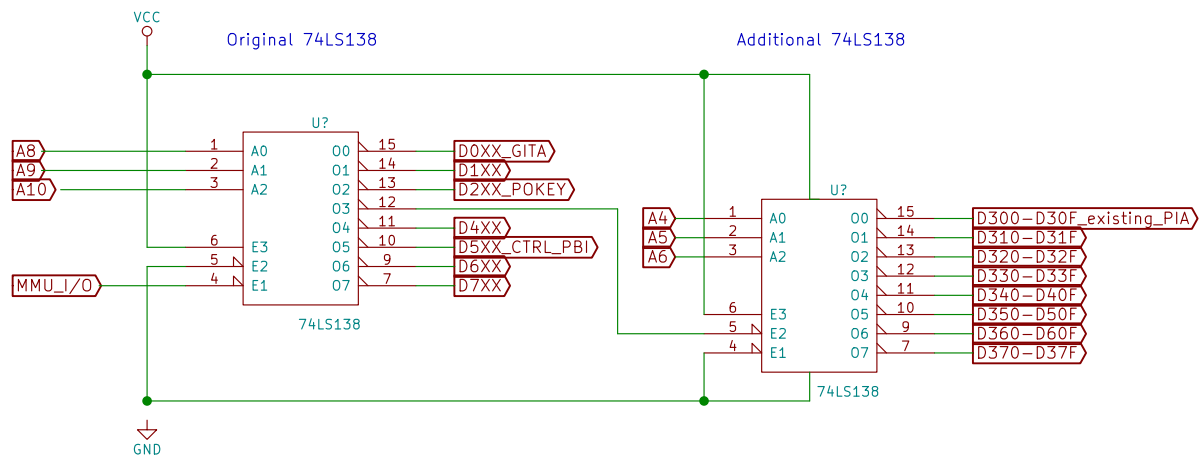 VCC
Original 74LS138
Additional 74LS138
U?
A8 1 A0 O0 15 D0XX_GITA
A9 2 A1 O1 14 D1XX
A10 3 A2 O2 13 D2XX_POKEY
O3 12
O4 11 D4XX
6 E3 O5 10 D5XX_CTRL_PBI
5 E2 O6 9 D6XX
MMU_I/O 4 E1 O7 7 D7XX
74LS138
U?
A4 1 A0 O0 15 D300-D30F_existing_PIA
A5 2 A1 O1 14 D310-D31F
A6 3 A2 O2 13 D320-D32F
O3 12 D330-D33F
O4 11 D340-D40F
6 E3 O5 10 D350-D50F
5 E2 O6 9 D360-D60F
4 E1 O7 7 D370-D37F
74LS138
GND